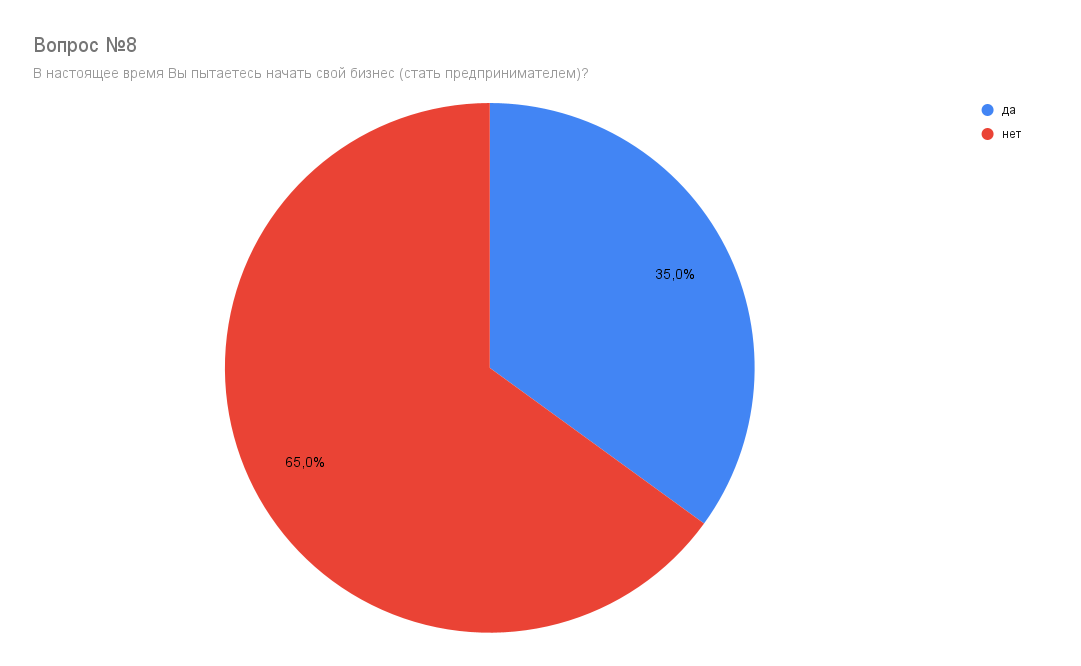 Вопрос №8
В настоящее время Вы пытаетесь начать свой бизнес (стать предпринимателем)?
да
нет
35,0%
65,0%